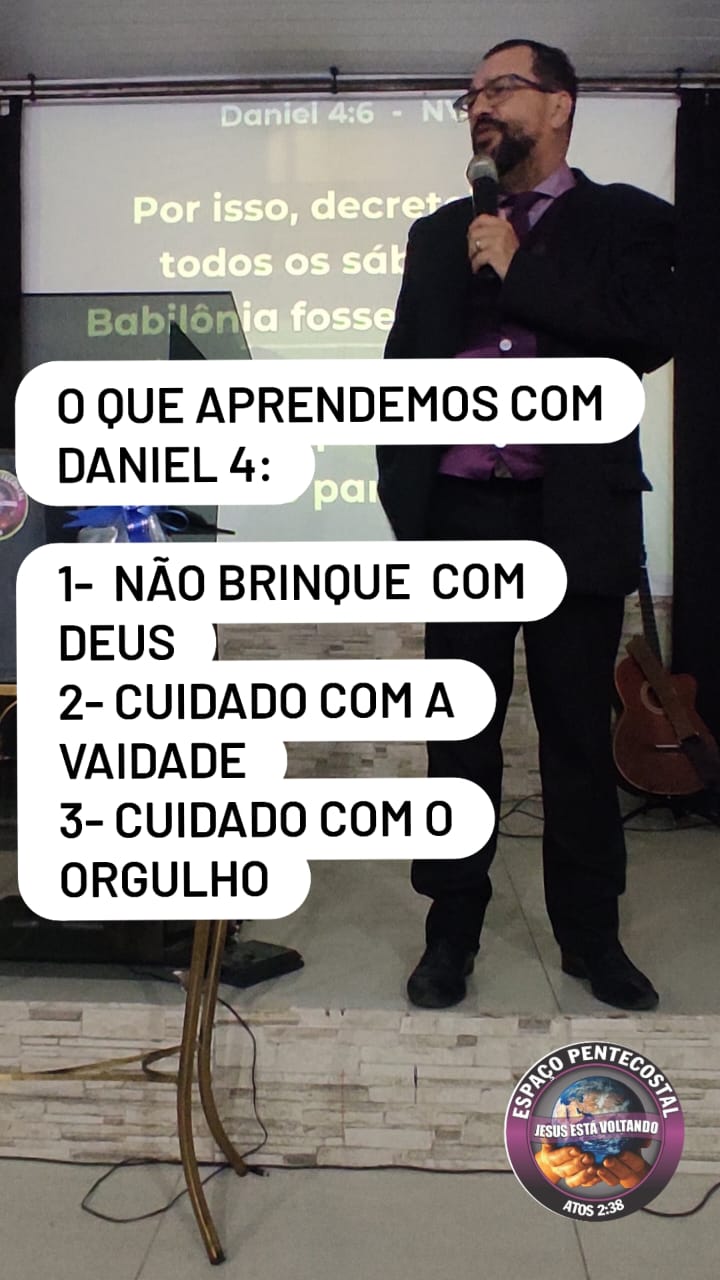 Daniel 4:6 - NV
Por isso, decret
todos os sáb
Babilônia fosse
par
O QUE APRENDEMOS COM
DANIEL 4:
1- NÃO BRINQUE COM
DEUS
2- CUIDADO COM A
VAIDADE
3- CUIDADO COM O
ORGULHO
ESPAÇO PENTECOSTAL
JESUS ESTÁ VOLTANDO
ATOS 2:38